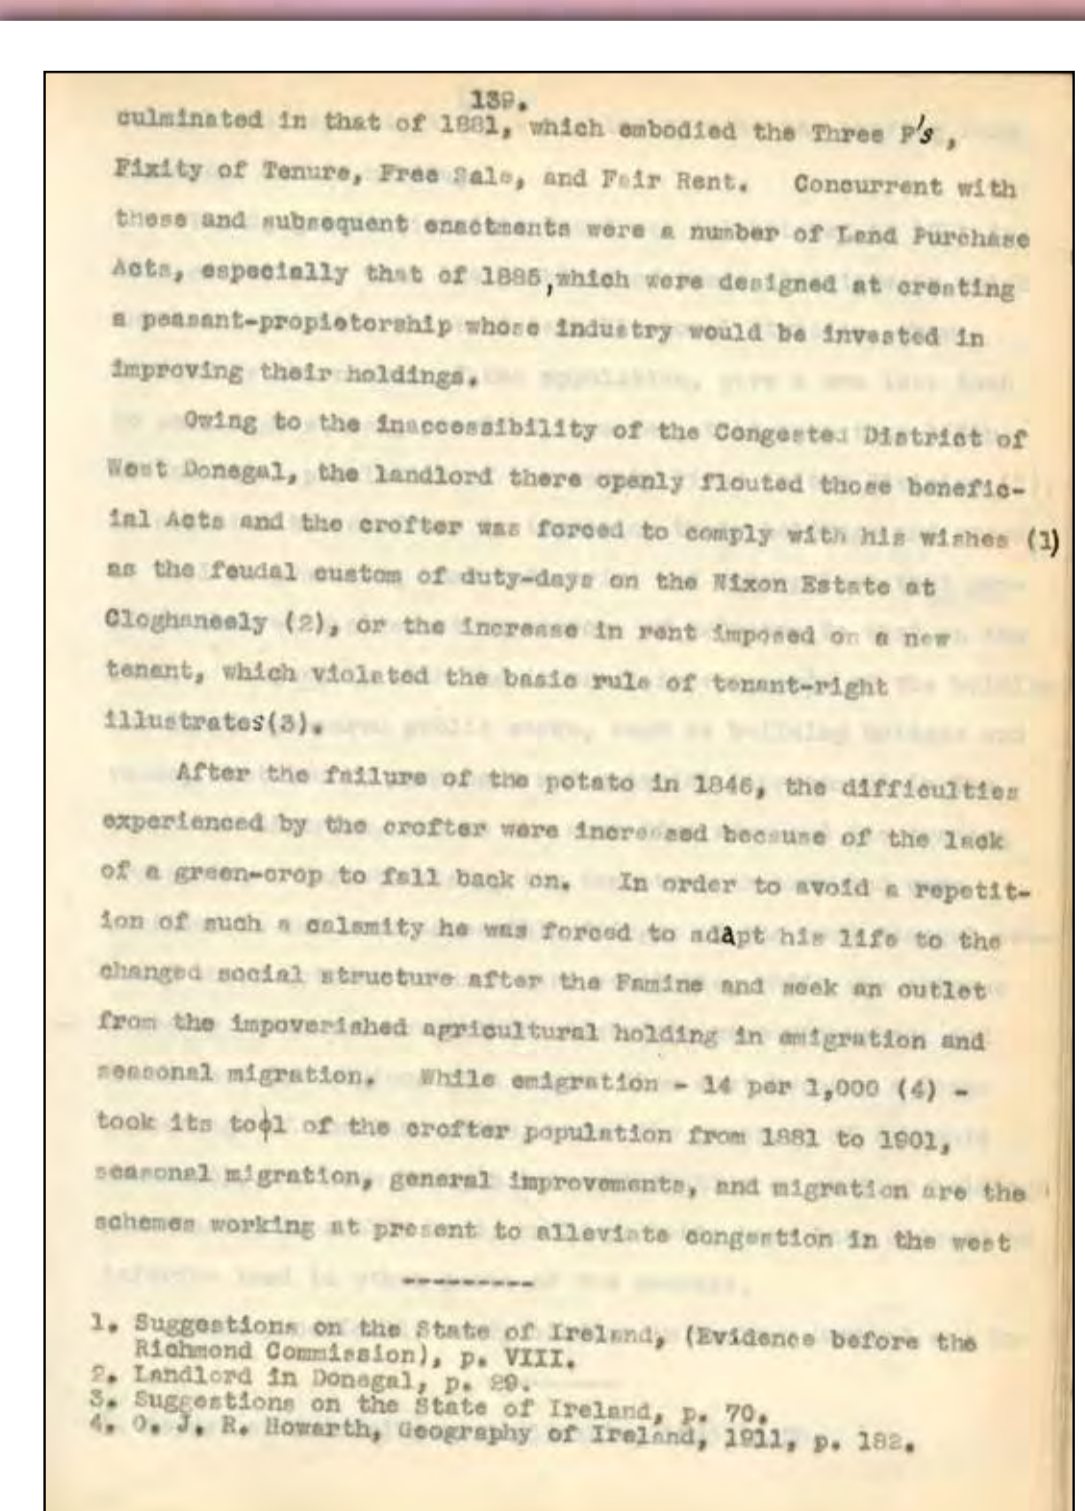 139.
culminated in that of 1881, which embodied the Three F's,
Fixity of Tenure, Free Sale, and Fair Rent. Concurrent with
these and subsequent enactments were a number of Land Purchase
Acts, especially that of 1885, which were designed at creating
a peasant-propietorship whose industry would be invested in
improving their holdings.
Owing to the inaccessibility of the Congested District of
West Donegal, the landlord there openly flouted those benefic-
ial Acts and the crofter was forced to comply with his wishes (1)
as the feudal custom of duty-days on the Nixon Estate at
Cloghaneely (2), or the increase in rent imposed on a new
tenant, which violated the basic rule of tenant-right
illustrates(3).
After the failure of the potato in 1846, the difficulties
experienced by the crofter were increased because of the lack
of a green-crop to fall back on. In order to avoid a repetit-
ion of such a calamity he was forced to adapt his life to the
changed social structure after the Famine and seek an outlet
from the impoverished agricultural holding in emigration and
seasonal migration. While emigration - 14 per 1,000 (4) -
took its toll of the crofter population from 1881 to 1901,
seasonal migration, general improvements, and migration are the
schemes working at present to alleviate congestion in the west
----------
1. Suggestions on the State of Ireland, (Evidence before the
Richmond Commission), p. VIII.
2. Landlord in Donegal, p. 29.
3. Suggestions on the State of Ireland, p. 70.
4. O. J. R. Howarth, Geography of Ireland, 1911, p. 182.